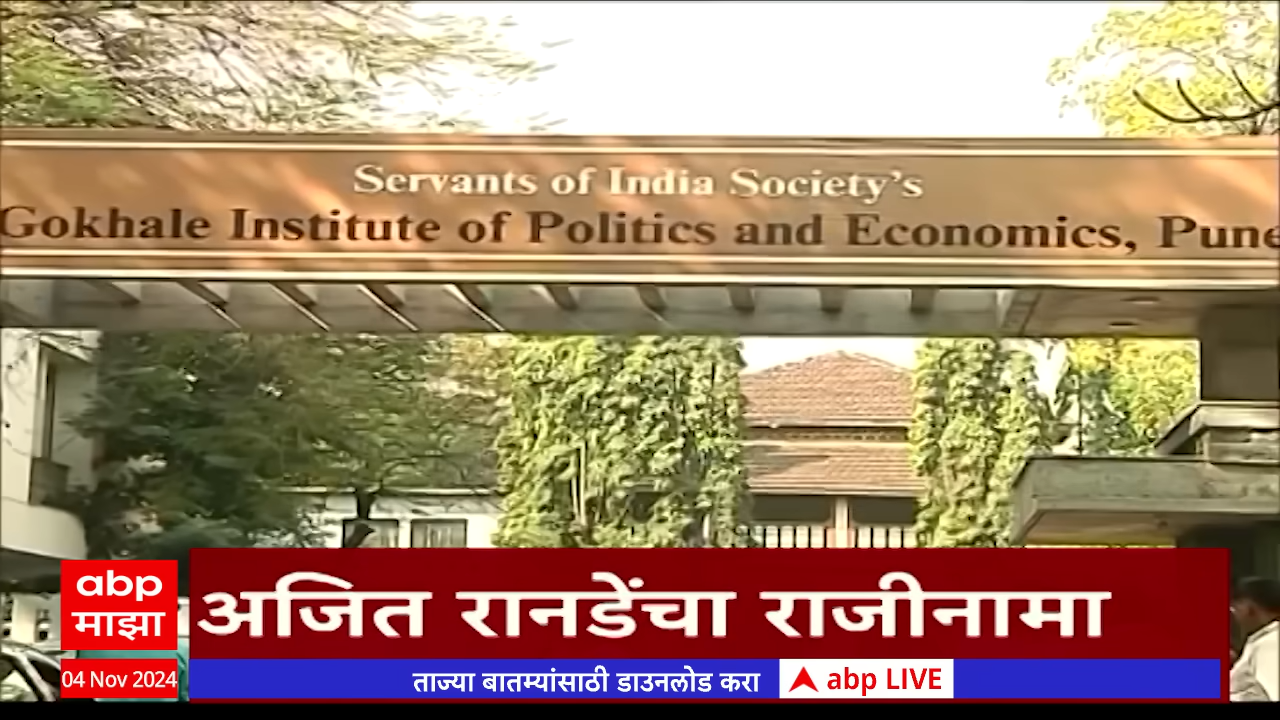 Servants of India Society's
Gokhale Institute of Politics and Economics, Pune
abp
माझा
अजित रानडेंचा राजीनामा
04 Nov 2024
ताज्या बातम्यांसाठी डाउनलोड करा
abp LIVE